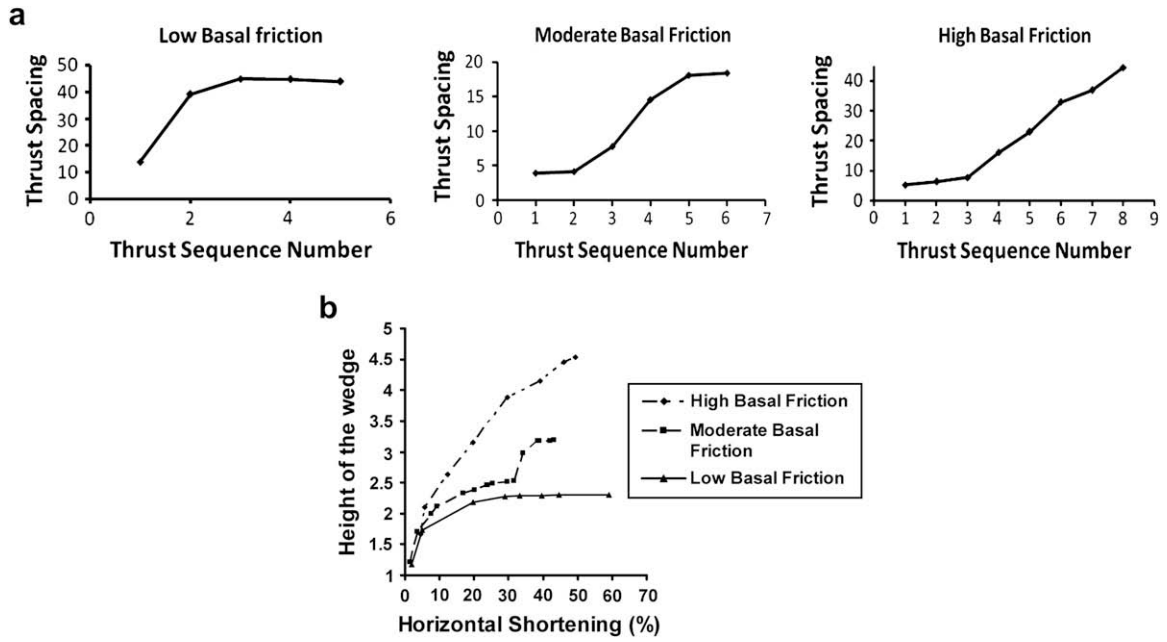 a
Low Basal friction
Thrust Spacing
50
40
30
20
10
0
0 2 4 6
Thrust Sequence Number
Moderate Basal Friction
Thrust Spacing
20
15
10
5
0
0 1 2 3 4 5 6 7
Thrust Sequence Number
High Basal Friction
Thrust Spacing
40
30
20
10
0
0 1 2 3 4 5 6 7 8 9
Thrust Sequence Number
b
Height of the wedge
5
4.5
4
3.5
3
2.5
2
1.5
1
0 10 20 30 40 50 60 70
Horizontal Shortening (%)
High Basal Friction
Moderate Basal
Friction
Low Basal Friction